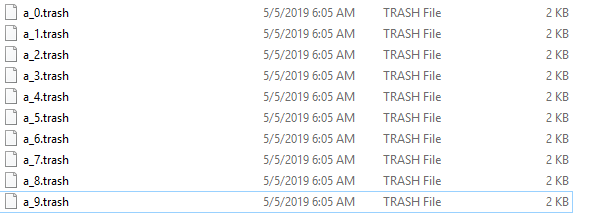 a_0.trash 5/5/2019 6:05 AM TRASH File 2 KB
a_1.trash 5/5/2019 6:05 AM TRASH File 2 KB
a_2.trash 5/5/2019 6:05 AM TRASH File 2 KB
a_3.trash 5/5/2019 6:05 AM TRASH File 2 KB
a_4.trash 5/5/2019 6:05 AM TRASH File 2 KB
a_5.trash 5/5/2019 6:05 AM TRASH File 2 KB
a_6.trash 5/5/2019 6:05 AM TRASH File 2 KB
a_7.trash 5/5/2019 6:05 AM TRASH File 2 KB
a_8.trash 5/5/2019 6:05 AM TRASH File 2 KB
a_9.trash 5/5/2019 6:05 AM TRASH File 2 KB